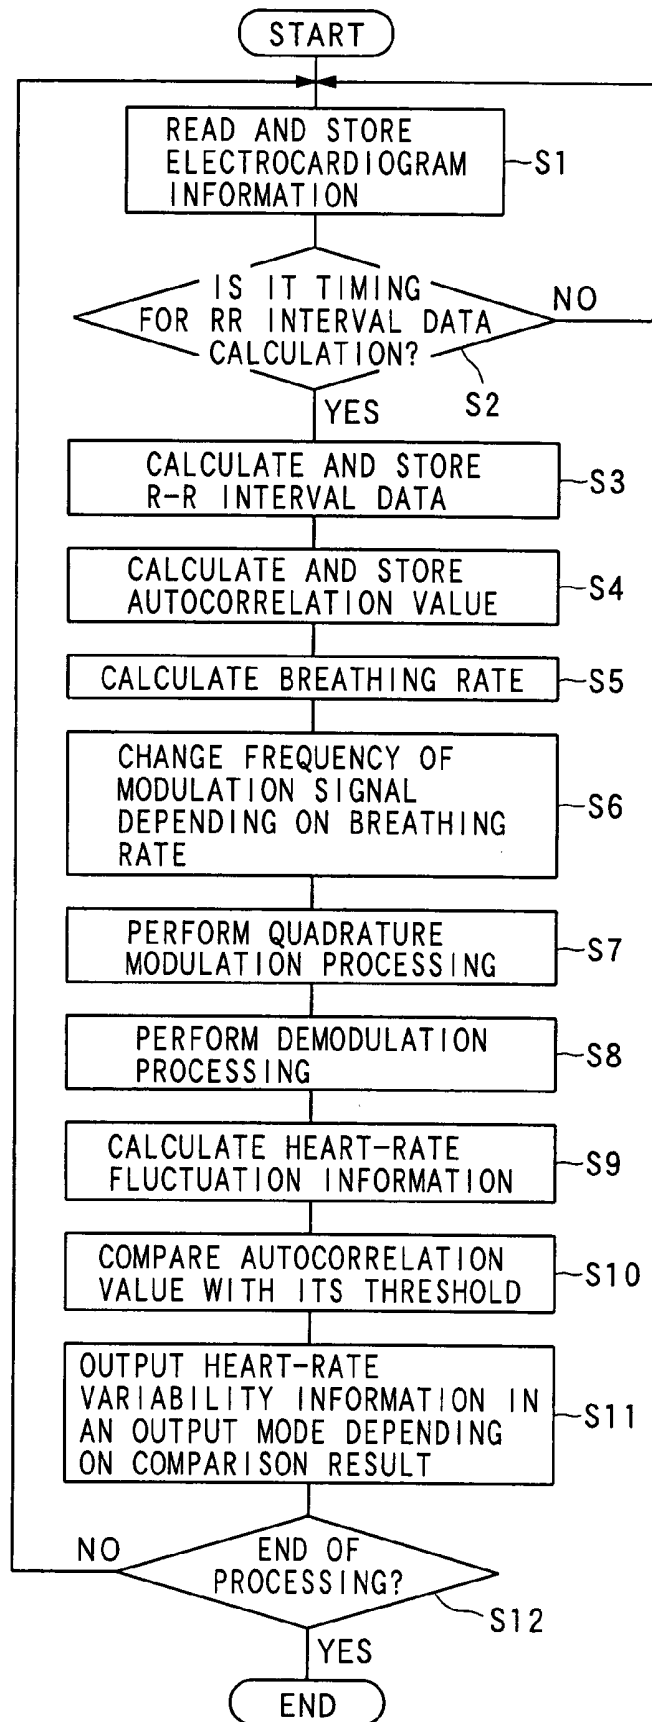 START
READ AND STORE
ELECTROCARDIOGRAM
INFORMATION
S1
IS IT TIMING
FOR RR INTERVAL DATA
CALCULATION?
NO
S2
YES
CALCULATE AND STORE
R-R INTERVAL DATA
S3
CALCULATE AND STORE
AUTOCORRELATION VALUE
S4
CALCULATE BREATHING RATE
S5
CHANGE FREQUENCY OF
MODULATION SIGNAL
DEPENDING ON BREATHING
RATE
S6
PERFORM QUADRATURE
MODULATION PROCESSING
S7
PERFORM DEMODULATION
PROCESSING
S8
CALCULATE HEART-RATE
FLUCTUATION INFORMATION
S9
COMPARE AUTOCORRELATION
VALUE WITH ITS THRESHOLD
S10
OUTPUT HEART-RATE
VARIABILITY INFORMATION IN
AN OUTPUT MODE DEPENDING
ON COMPARISON RESULT
S11
NO
END OF
PROCESSING?
S12
YES
END